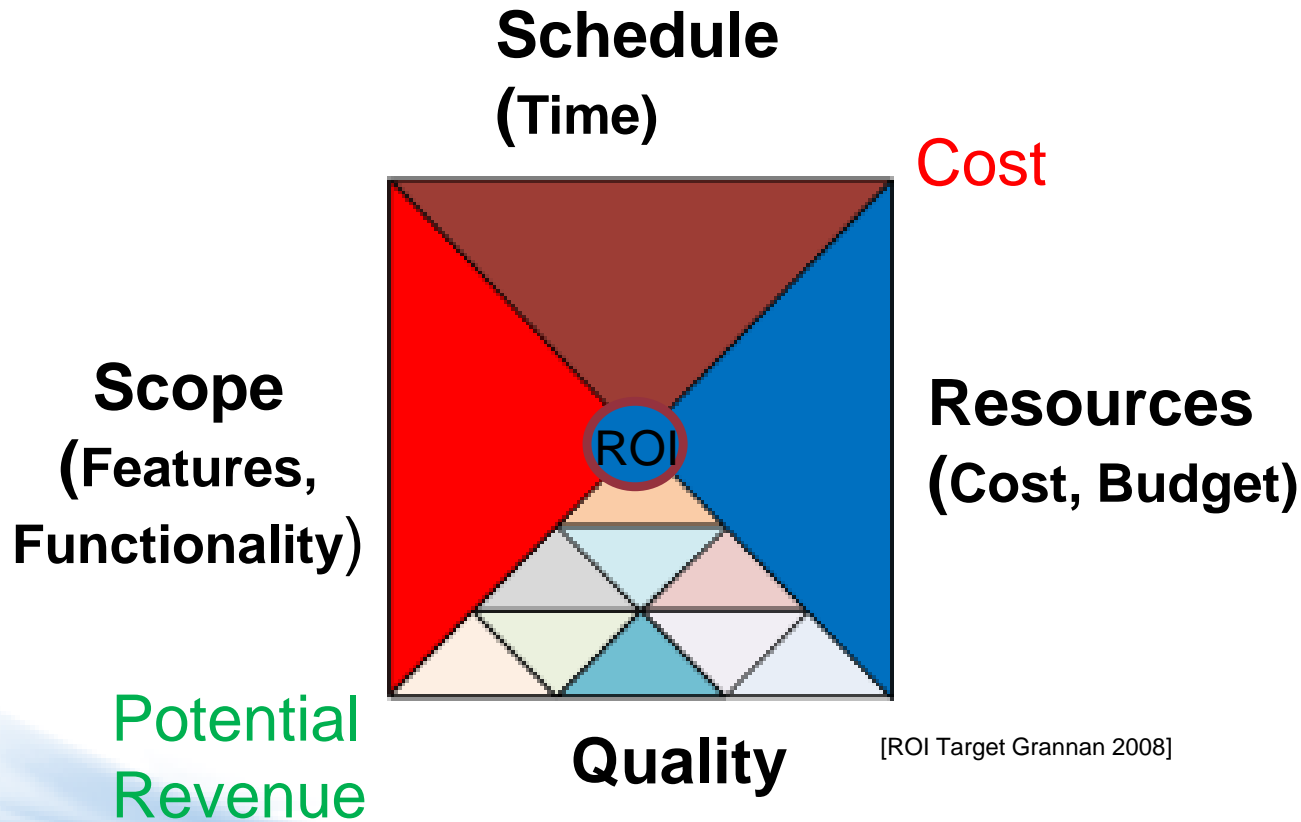 Schedule
(Time)
Cost
Scope
(Features,
Functionality)
ROI
Resources
(Cost, Budget)
Potential
Revenue
Quality
[ROI Target Grannan 2008]